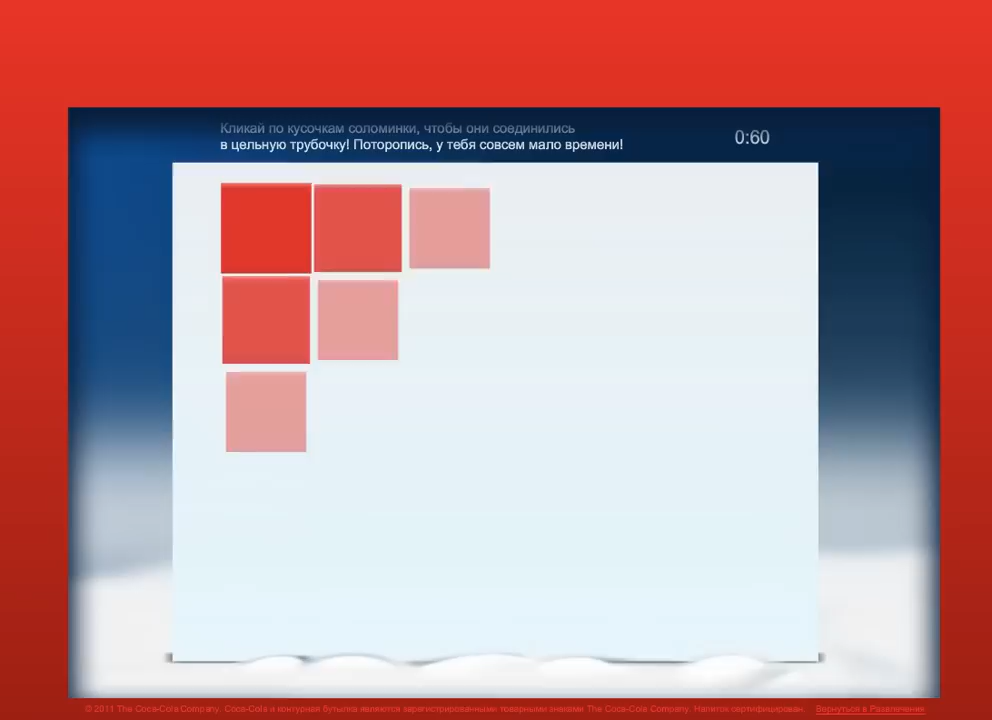 Кликай по кусочкам соломинки, чтобы они соединились
в цельную трубочку! Поторопись, у тебя совсем мало времени!
0:60
© 2011 The Coca-Cola Company. Coca-Cola и контурная бутылка являются зарегистрированными товарными знаками The Coca-Cola Company. Напиток сертифицирован. Вернуться в Развлечения